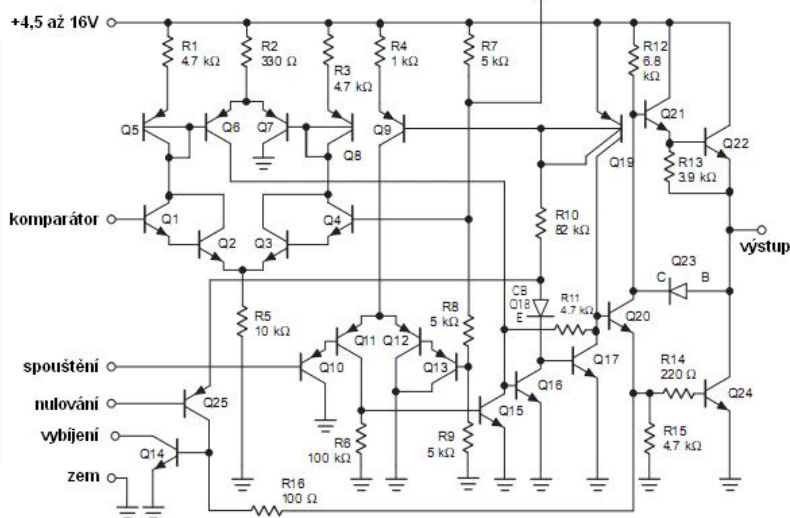 +4,5 až 16V
R1
4.7 kΩ
R2
330 Ω
R3
4.7 kΩ
R4
1 kΩ
R7
5 kΩ
R12
6.8
kΩ
Q5
Q6
Q7
Q8
Q9
Q19
Q21
Q22
R13
3.9 kΩ
komparátor
Q1
Q2
Q3
Q4
R10
82 kΩ
výstup
Q23
C
B
R5
10 kΩ
R8
5 kΩ
CB
Q18
E
R11
4.7 kΩ
Q20
spouštění
Q10
Q11
Q12
Q13
Q16
Q17
R14
220 Ω
Q24
nulování
Q25
Q15
vybíjení
Q14
R6
100 kΩ
R9
5 kΩ
R15
4.7 kΩ
zem
R16
100 Ω